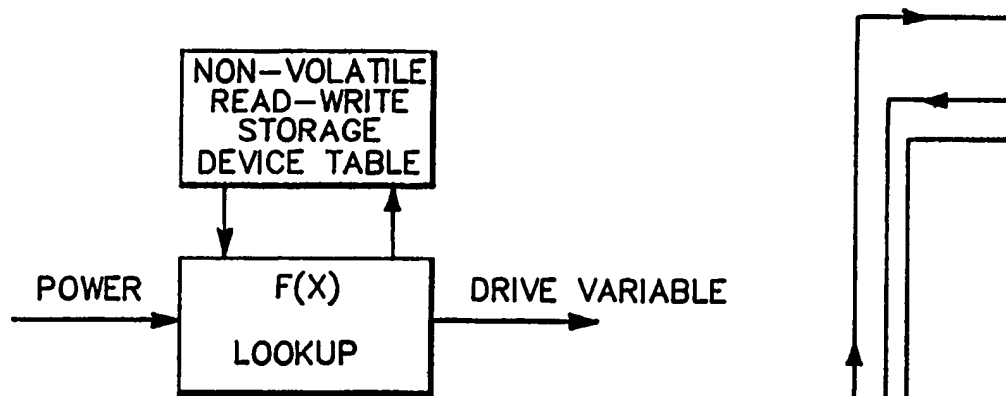 NON-VOLATILE
READ-WRITE
STORAGE
DEVICE TABLE
POWER
F(X)
LOOKUP
DRIVE VARIABLE